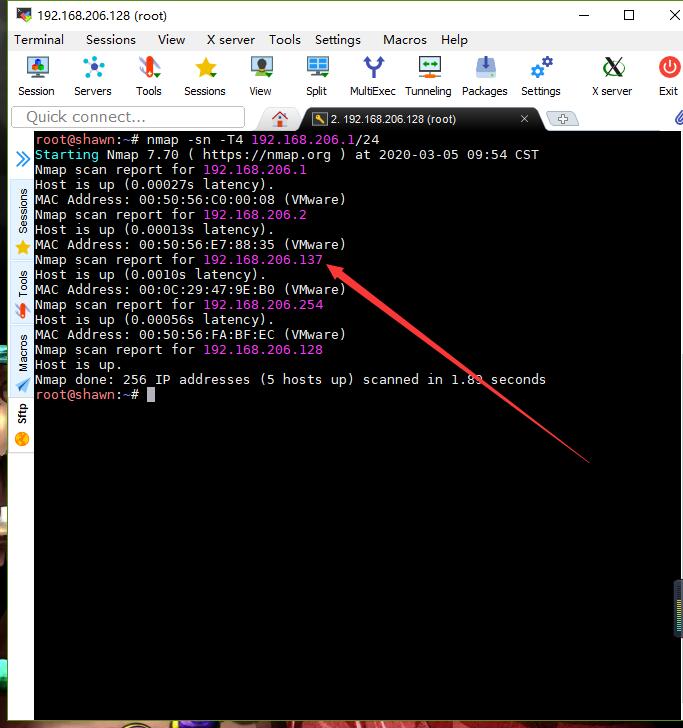 192.168.206.128 (root)
Terminal Sessions View X server Tools Settings Macros Help
Session Servers Tools Sessions View Split MultiExec Tunneling Packages Settings X server Exit
Quick connect...
2. 192.168.206.128 (root)
root@shawn:~# nmap -sn -T4 192.168.206.1/24
Starting Nmap 7.70 ( https://nmap.org ) at 2020-03-05 09:54 CST
Nmap scan report for 192.168.206.1
Host is up (0.00027s latency).
MAC Address: 00:50:56:C0:00:08 (VMware)
Nmap scan report for 192.168.206.2
Host is up (0.00013s latency).
MAC Address: 00:50:56:E7:88:35 (VMware)
Nmap scan report for 192.168.206.137
Host is up (0.0010s latency).
MAC Address: 00:0C:29:47:9E:B0 (VMware)
Nmap scan report for 192.168.206.254
Host is up (0.00056s latency).
MAC Address: 00:50:56:FA:BF:EC (VMware)
Nmap scan report for 192.168.206.128
Host is up.
Nmap done: 256 IP addresses (5 hosts up) scanned in 1.89 seconds
root@shawn:~#
Sessions
Tools
Macros
Sftp